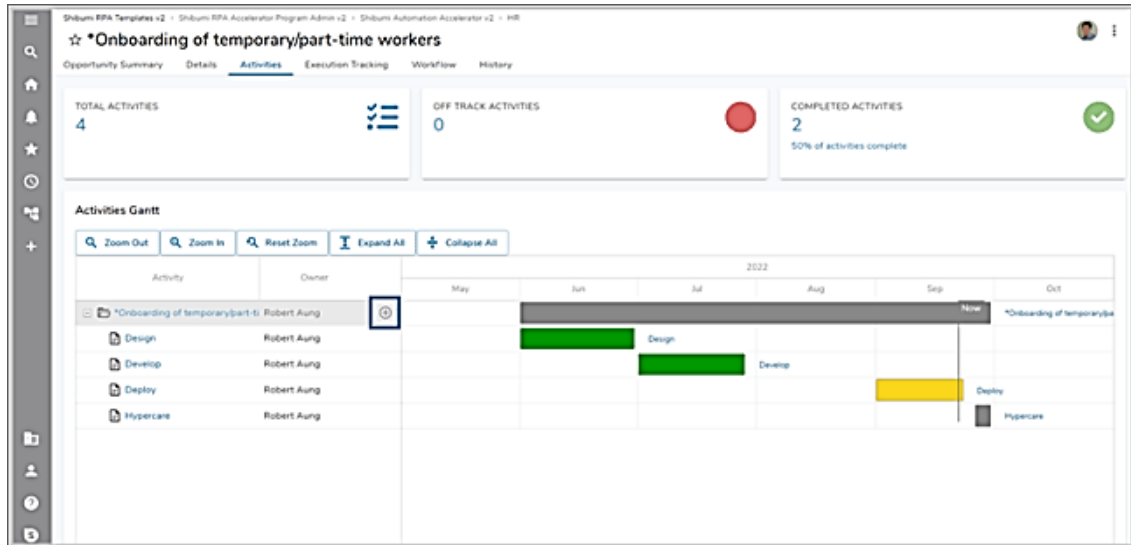 Shibumi RPA Templates v2 › Shibumi RPA Accelerator Program Admin v2 › Shibumi Automation Accelerator v2 › HR
*Onboarding of temporary/part-time workers
Opportunity Summary Details Activities Execution Tracking Workflow History
TOTAL ACTIVITIES
4
OFF TRACK ACTIVITIES
0
COMPLETED ACTIVITIES
2
50% of activities complete
Activities Gantt
Zoom Out Zoom In Reset Zoom Expand All Collapse All
Activity Owner 2022
May Jun Jul Aug Sep Oct
*Onboarding of temporary/part-ti Robert Aung Now *Onboarding of temporary/pa
Design Robert Aung Design
Develop Robert Aung Develop
Deploy Robert Aung Deploy
Hypercare Robert Aung Hypercare